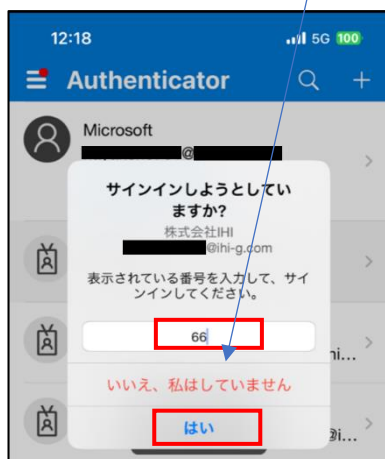 12:18 5G 100
Authenticator
Microsoft
@
サインインしようとしてい
ますか?
株式会社IHI
@ihi-g.com
表示されている番号を入力して、サイ
ンインしてください。
66
hi...
いいえ、私はしていません
はい
@i...